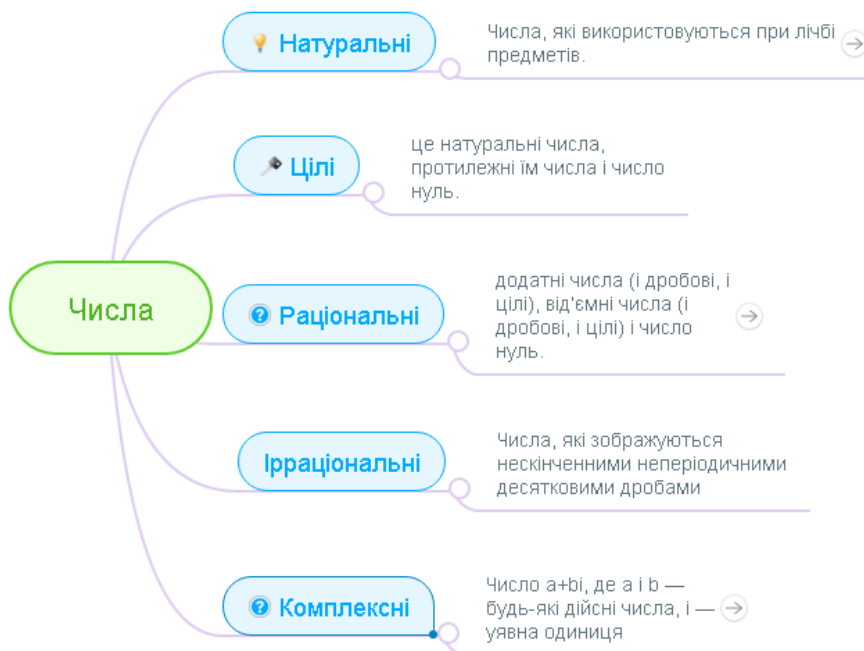 Натуральні
Числа, які використовуються при лічбі
предметів.
Цілі
це натуральні числа,
протилежні їм числа і число
нуль.
Числа
Раціональні
додатні числа (і дробові, і
цілі), від'ємні числа (і
дробові, і цілі) і число
нуль.
Ірраціональні
Числа, які зображуються
нескінченними неперіодичними
десятковими дробами
Комплексні
Число a+bi, де a і b —
будь-які дійсні числа, i —
уявна одиниця